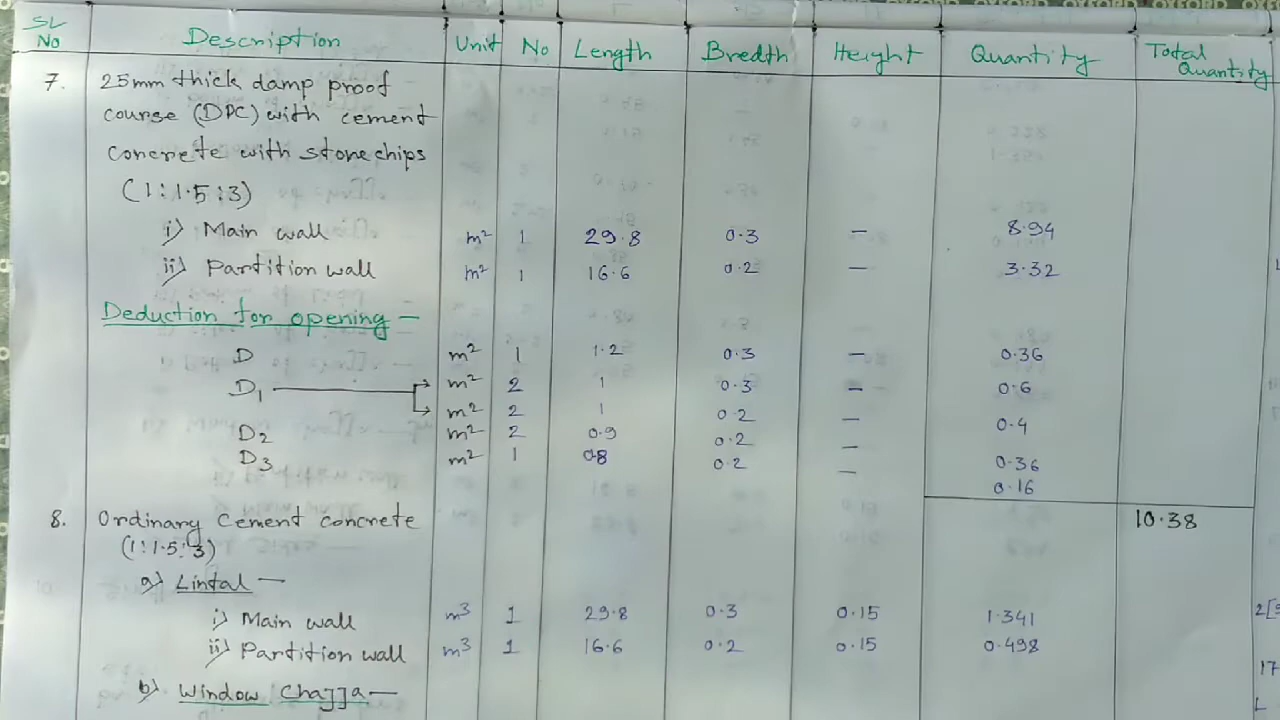 OXFORD OXFORD OXFORD
SL No Description Unit No Length Breadth Height Quantity Total Quantity
7. 25mm thick damp proof
course (DPC) with cement
concrete with stone chips
(1:1.5:3)
i) Main wall m² 1 29.8 0.3 — 8.94
ii) Partition wall m² 1 16.6 0.2 — 3.32
Deduction for opening —
D m² 1 1.2 0.3 — 0.36
D₁ m² 2 1 0.3 — 0.6
m² 2 1 0.2 — 0.4
D₂ m² 2 0.9 0.2 — 0.36
D₃ m² 1 0.8 0.2 — 0.16
10.38
8. Ordinary cement concrete
(1:1.5:3)
a) Lintal —
i) Main wall m³ 1 29.8 0.3 0.15 1.341
ii) Partition wall m³ 1 16.6 0.2 0.15 0.498
b) Window Chajja —